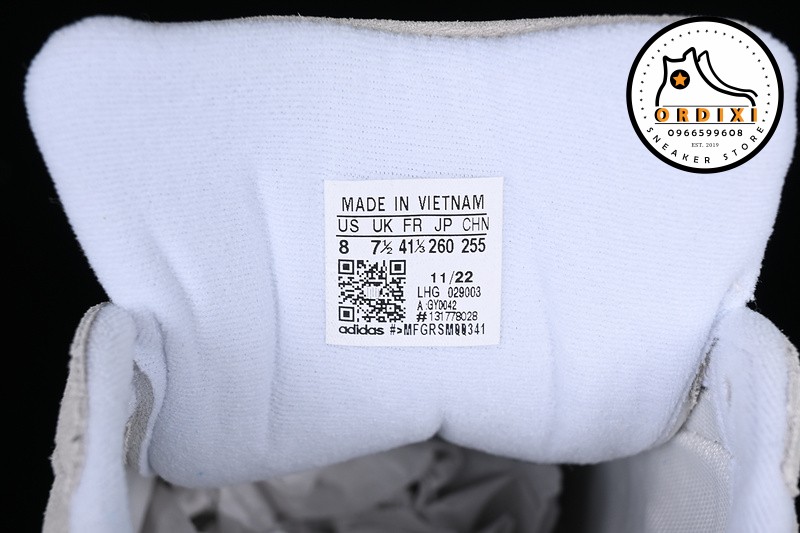 ORDIXI
0966599608
EST. 2019
SNEAKER STORE
MADE IN VIETNAM
US UK FR JP CHN
8 7½ 41⅓ 260 255
11/22
LHG 029003
A:GY0042
#131778028
adidas #>MFGRSM99341